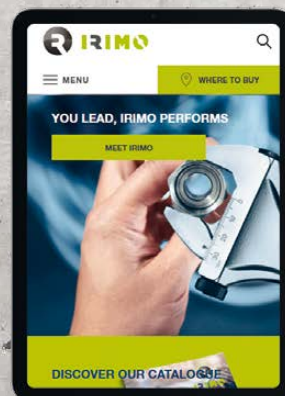 IRIMO
MENU
WHERE TO BUY
YOU LEAD, IRIMO PERFORMS
MEET IRIMO
DISCOVER OUR CATALOGUE